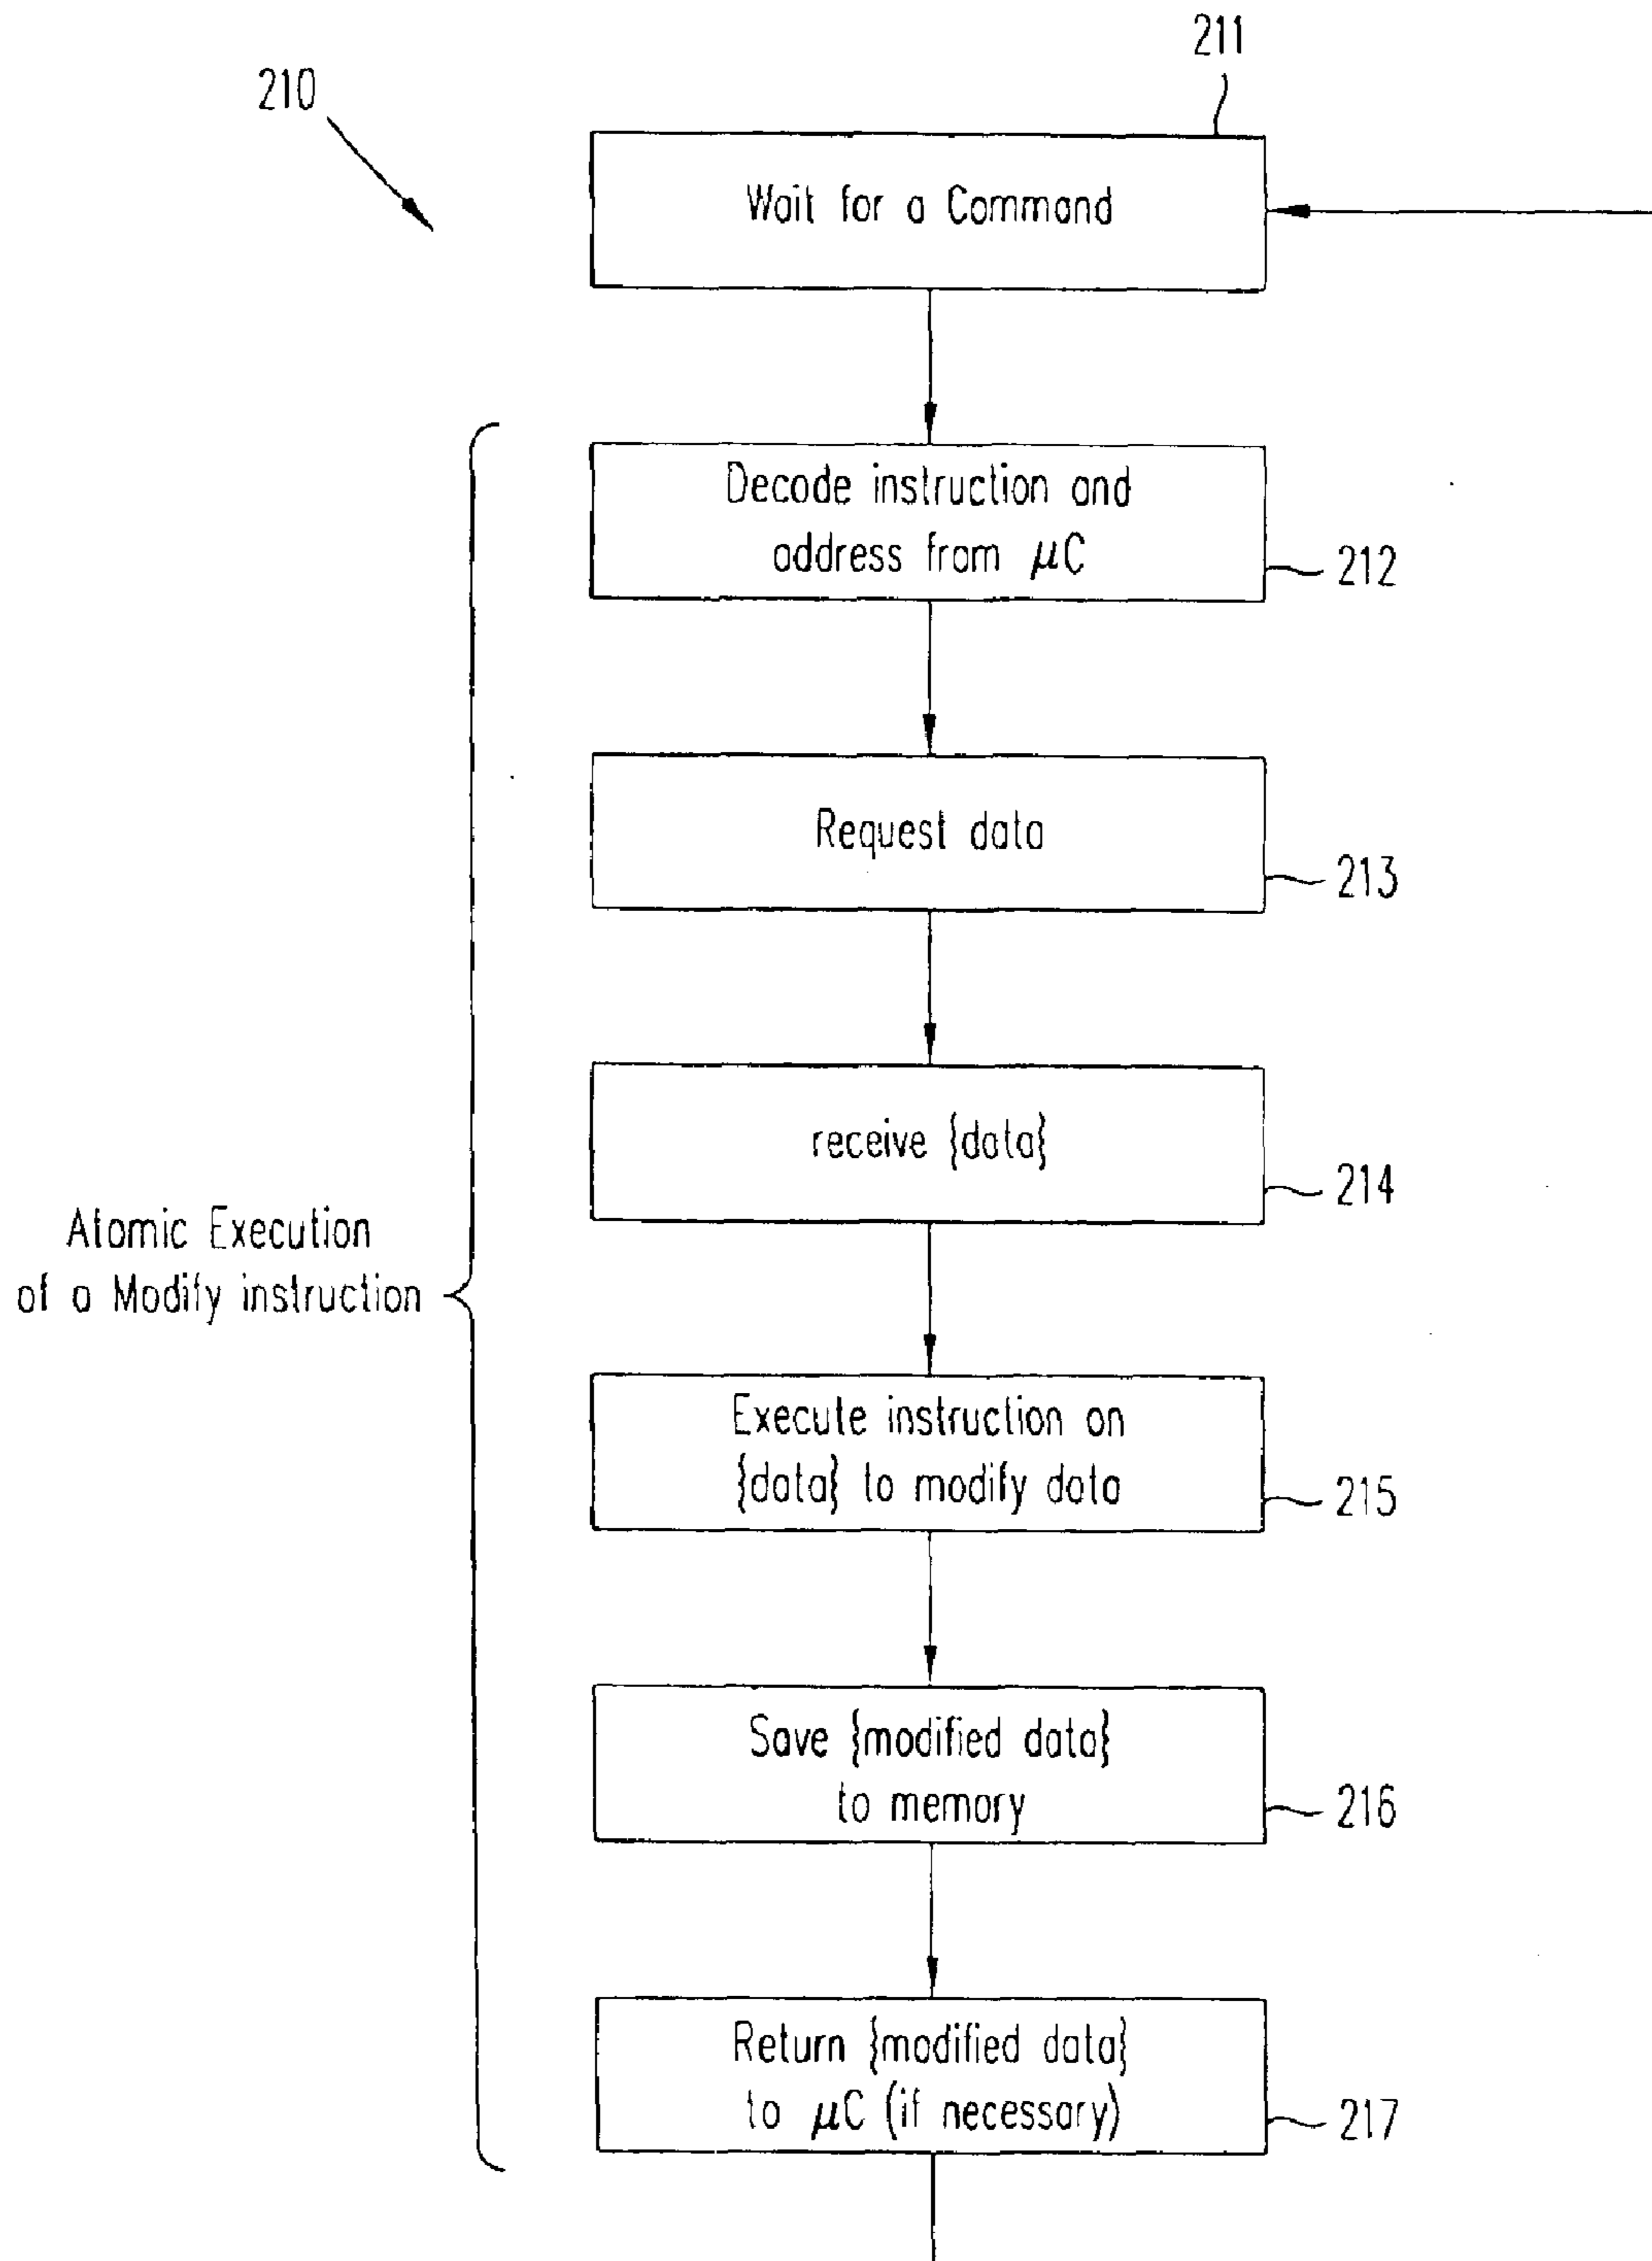 211
210
Wait for a Command
Decode instruction and
address from μC
212
Request data
213
receive {data}
214
Atomic Execution
of a Modify instruction
Execute instruction on
{data} to modify data
215
Save {modified data}
to memory
216
Return {modified data}
to μC (if necessary)
217